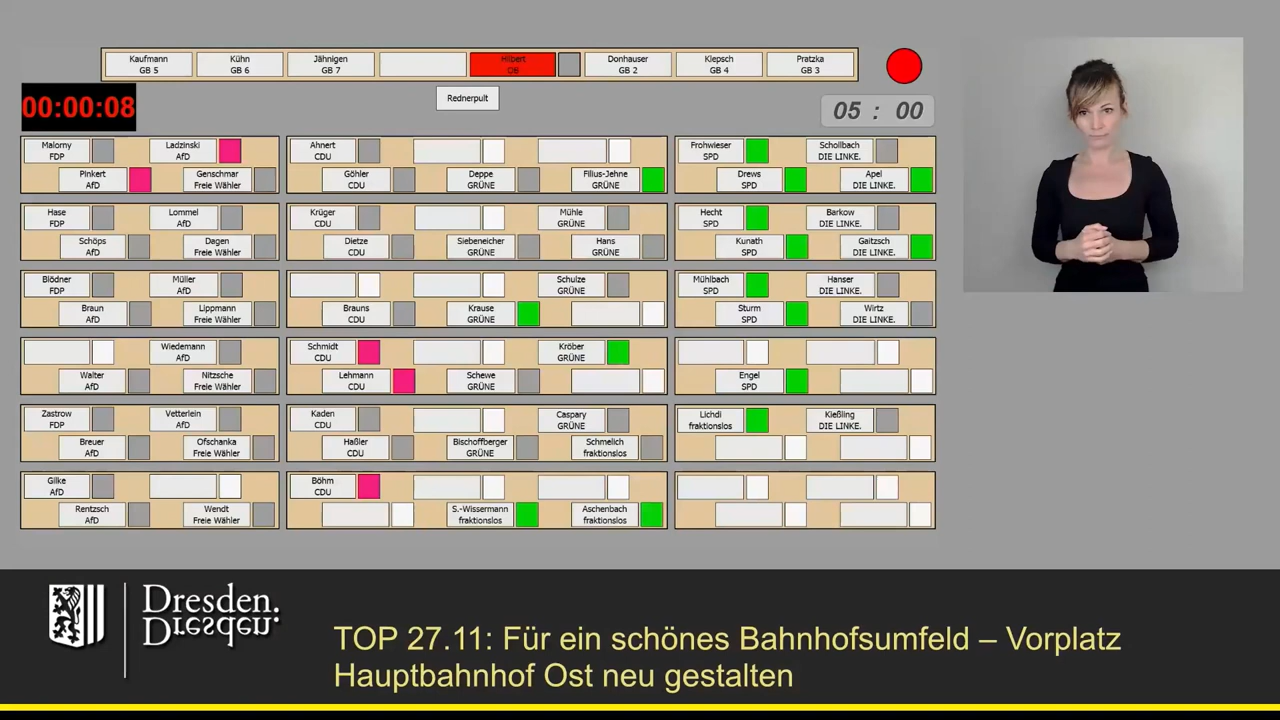 Kaufmann
GB 5
Kühn
GB 6
Jähnigen
GB 7
Hilbert
OB
Donhauser
GB 2
Klepsch
GB 4
Pratzka
GB 3
00:00:08
Rednerpult
05 : 00
Malorny
FDP
Ladzinski
AfD
Pinkert
AfD
Genschmar
Freie Wähler
Ahnert
CDU
Göhler
CDU
Deppe
GRÜNE
Filius-Jehne
GRÜNE
Frohwieser
SPD
Schollbach
DIE LINKE.
Drews
SPD
Apel
DIE LINKE.
Hase
FDP
Lommel
AfD
Schöps
AfD
Dagen
Freie Wähler
Krüger
CDU
Mühle
GRÜNE
Dietze
CDU
Siebeneicher
GRÜNE
Hans
GRÜNE
Hecht
SPD
Barkow
DIE LINKE.
Kunath
SPD
Gaitzsch
DIE LINKE.
Blödner
FDP
Müller
AfD
Braun
AfD
Lippmann
Freie Wähler
Schulze
GRÜNE
Brauns
CDU
Krause
GRÜNE
Mühlbach
SPD
Hanser
DIE LINKE.
Sturm
SPD
Wirtz
DIE LINKE.
Wiedemann
AfD
Walter
AfD
Nitzsche
Freie Wähler
Schmidt
CDU
Kröber
GRÜNE
Lehmann
CDU
Schewe
GRÜNE
Engel
SPD
Zastrow
FDP
Vetterlein
AfD
Breuer
AfD
Ofschanka
Freie Wähler
Kaden
CDU
Caspary
GRÜNE
Haßler
CDU
Bischoffberger
GRÜNE
Schmelich
fraktionslos
Lichdi
fraktionslos
Kießling
DIE LINKE.
Gilke
AfD
Rentzsch
AfD
Wendt
Freie Wähler
Böhm
CDU
S.-Wissermann
fraktionslos
Aschenbach
fraktionslos
Dresden.
Dresden.
TOP 27.11: Für ein schönes Bahnhofsumfeld – Vorplatz
Hauptbahnhof Ost neu gestalten